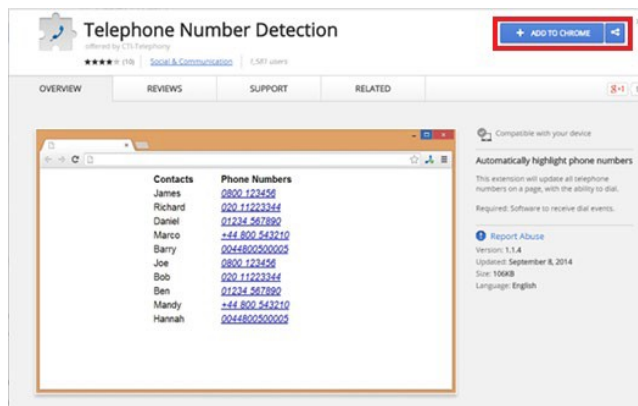 Telephone Number Detection
offered by CTI-Telephony
(10) Social & Communication 1,587 users
+ ADD TO CHROME
OVERVIEW REVIEWS SUPPORT RELATED
g+1
Compatible with your device
Automatically highlight phone numbers
This extension will update all telephone
numbers on a page, with the ability to dial.
Required: Software to receive dial events.
Report Abuse
Version: 1.1.4
Updated: September 8, 2014
Size: 106KB
Language: English
Contacts Phone Numbers
James 0800 123456
Richard 020 11223344
Daniel 01234 567890
Marco +44 800 543210
Barry 0044800500005
Joe 0800 123456
Bob 020 11223344
Ben 01234 567890
Mandy +44 800 543210
Hannah 0044800500005